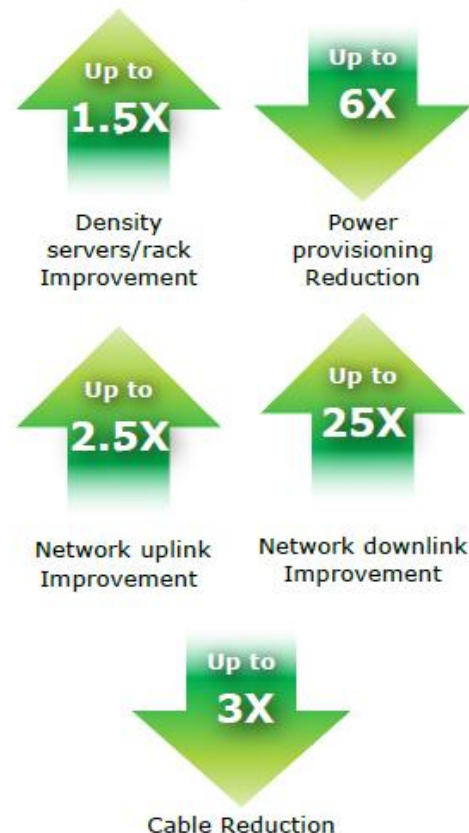 Up to
1.5X
Density
servers/rack
Improvement
Up to
6X
Power
provisioning
Reduction
Up to
2.5X
Network uplink
Improvement
Up to
25X
Network downlink
Improvement
Up to
3X
Cable Reduction